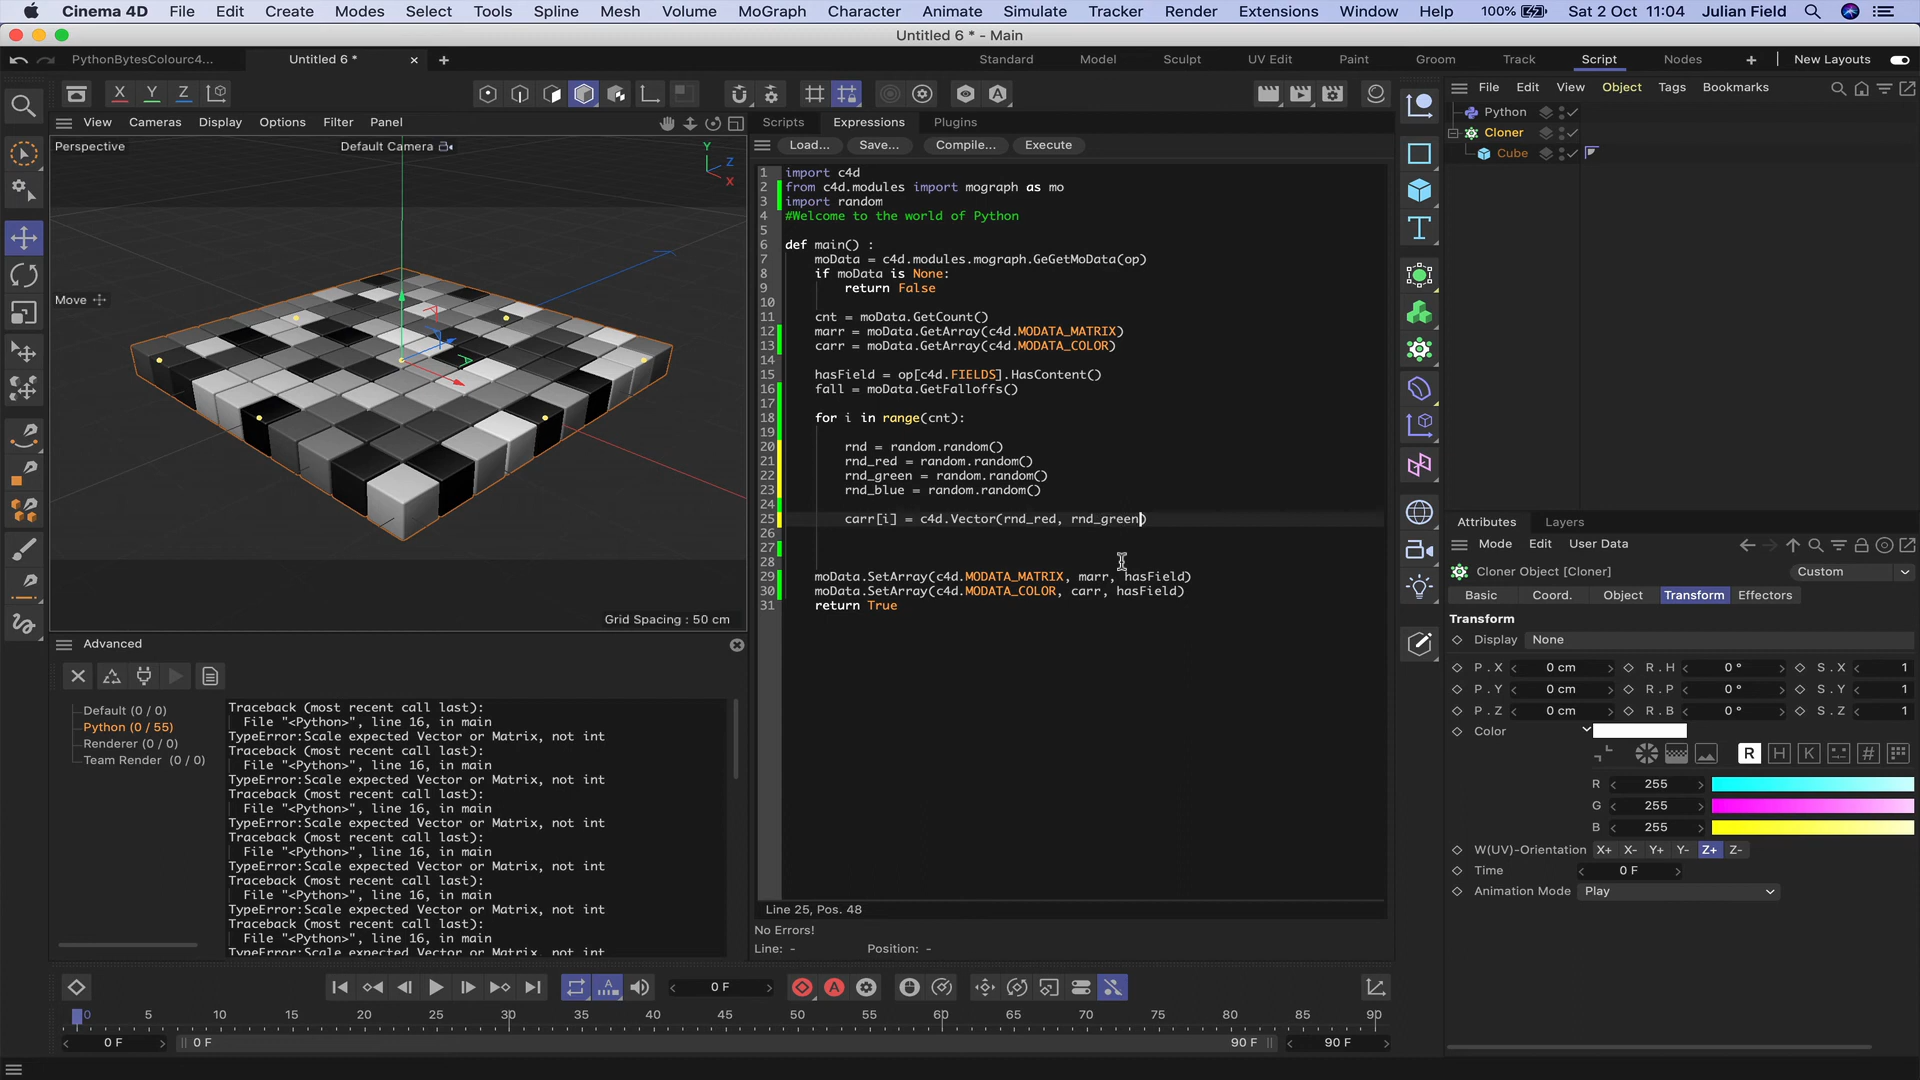 Cinema 4D File Edit Create Modes Select Tools Spline Mesh Volume MoGraph Character Animate Simulate Tracker Render Extensions Window Help 100% Sat 2 Oct 11:04 Julian Field
Untitled 6 * - Main
PythonBytesColourc4... Untitled 6 * × + Standard Model Sculpt UV Edit Paint Groom Track Script Nodes + New Layouts
X Y Z
View Cameras Display Options Filter Panel
Perspective Default Camera
Y Z X
Move
Grid Spacing : 50 cm
Scripts Expressions Plugins
Load... Save... Compile... Execute
1 import c4d
2 from c4d.modules import mograph as mo
3 import random
4 #Welcome to the world of Python
5
6 def main() :
7 moData = c4d.modules.mograph.GeGetMoData(op)
8 if moData is None:
9 return False
10
11 cnt = moData.GetCount()
12 marr = moData.GetArray(c4d.MODATA_MATRIX)
13 carr = moData.GetArray(c4d.MODATA_COLOR)
14
15 hasField = op[c4d.FIELDS].HasContent()
16 fall = moData.GetFalloffs()
17
18 for i in range(cnt):
19
20 rnd = random.random()
21 rnd_red = random.random()
22 rnd_green = random.random()
23 rnd_blue = random.random()
24
25 carr[i] = c4d.Vector(rnd_red, rnd_green)
26
27
28
29 moData.SetArray(c4d.MODATA_MATRIX, marr, hasField)
30 moData.SetArray(c4d.MODATA_COLOR, carr, hasField)
31 return True
Line 25, Pos. 48
No Errors!
Line: - Position: -
Advanced
Default (0 / 0)
Python (0 / 55)
Renderer (0 / 0)
Team Render (0 / 0)
Traceback (most recent call last):
File "<Python>", line 16, in main
TypeError:Scale expected Vector or Matrix, not int
Traceback (most recent call last):
File "<Python>", line 16, in main
TypeError:Scale expected Vector or Matrix, not int
Traceback (most recent call last):
File "<Python>", line 16, in main
TypeError:Scale expected Vector or Matrix, not int
Traceback (most recent call last):
File "<Python>", line 16, in main
TypeError:Scale expected Vector or Matrix, not int
Traceback (most recent call last):
File "<Python>", line 16, in main
TypeError:Scale expected Vector or Matrix, not int
Traceback (most recent call last):
File "<Python>", line 16, in main
TypeError:Scale expected Vector or Matrix, not int
File Edit View Object Tags Bookmarks
Python
Cloner
Cube
Attributes Layers
Mode Edit User Data
Cloner Object [Cloner] Custom
Basic Coord. Object Transform Effectors
Transform
Display None
P . X 0 cm R . H 0 ° S . X 1
P . Y 0 cm R . P 0 ° S . Y 1
P . Z 0 cm R . B 0 ° S . Z 1
Color
R H K #
R 255
G 255
B 255
W(UV)-Orientation X+ X- Y+ Y- Z+ Z-
Time 0 F
Animation Mode Play
0 F
0 5 10 15 20 25 30 35 40 45 50 55 60 65 70 75 80 85 90
0 F 0 F 90 F 90 F